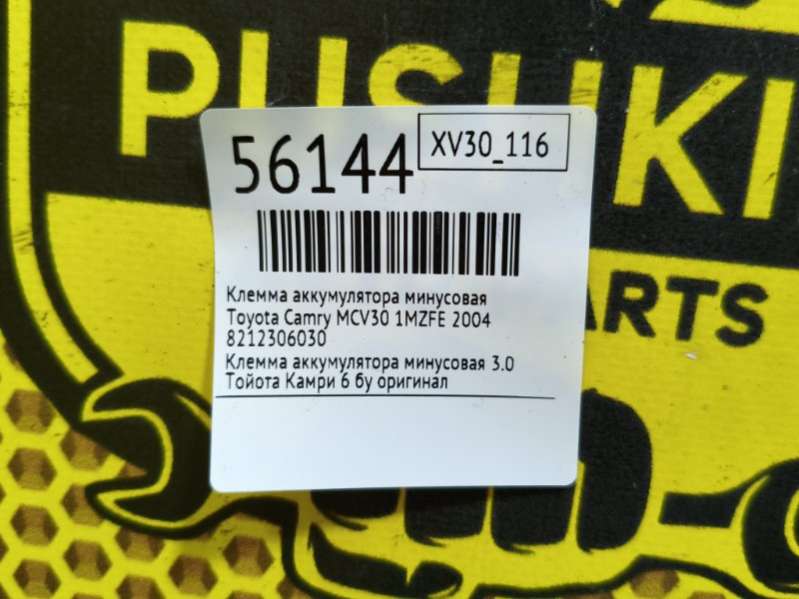 PUSHKI
ARTS
56144
XV30_116
Клемма аккумулятора минусовая
Toyota Camry MCV30 1MZFE 2004
8212306030
Клемма аккумулятора минусовая 3.0
Тойота Камри 6 бу оригинал